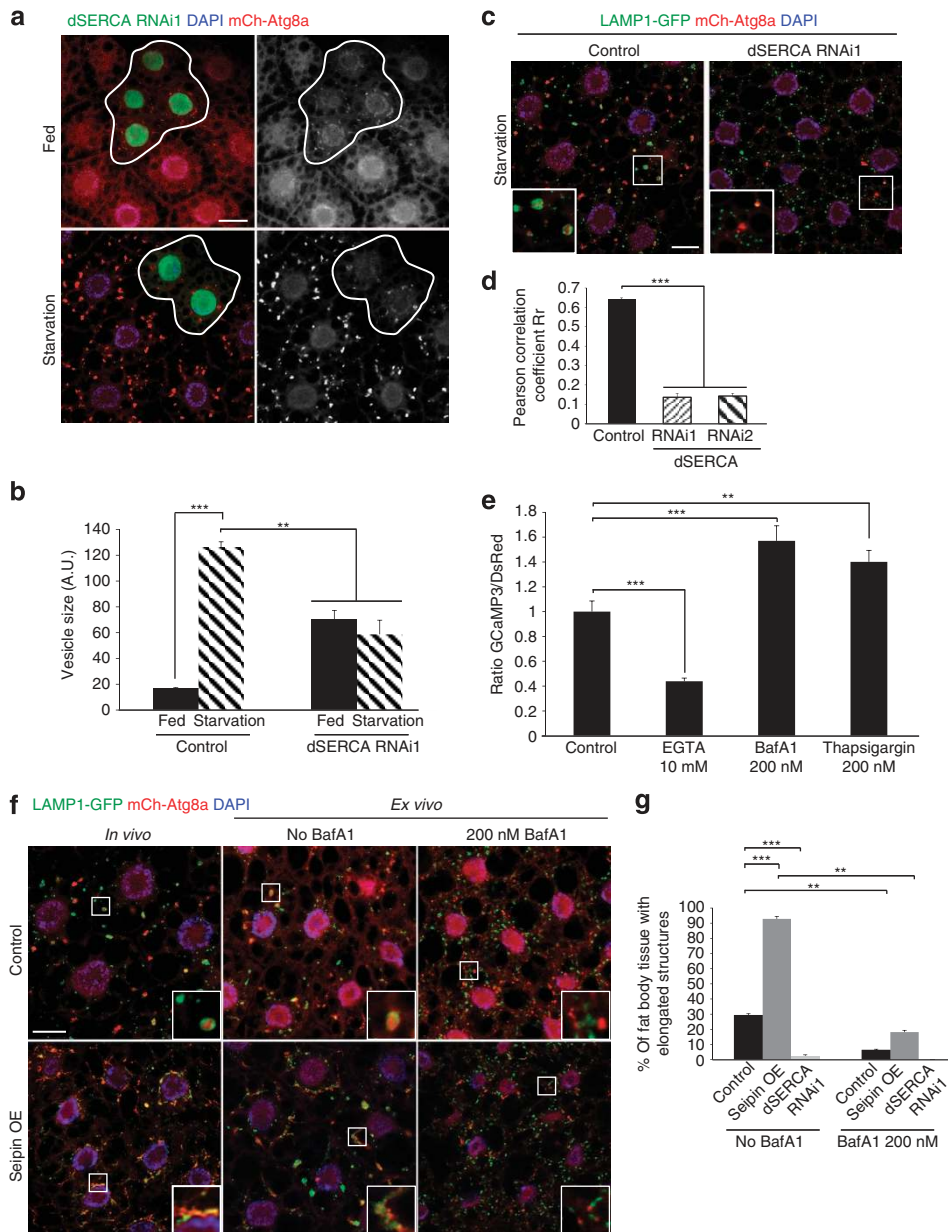 a
dSERCA RNAi1 DAPI mCh-Atg8a
Fed
Starvation
b
Vesicle size (A.U.)
140
120
100
80
60
40
20
0
***
**
Fed Starvation
Control
Fed Starvation
dSERCA RNAi1
c
LAMP1-GFP mCh-Atg8a DAPI
Control
dSERCA RNAi1
Starvation
d
Pearson correlation
coefficient Rr
0.7
0.6
0.5
0.4
0.3
0.2
0.1
0
***
Control RNAi1 RNAi2
dSERCA
e
Ratio GCaMP3/DsRed
1.8
1.6
1.4
1.2
1
0.8
0.6
0.4
0.2
0
**
***
***
Control
EGTA
10 mM
BafA1
200 nM
Thapsigargin
200 nM
f
LAMP1-GFP mCh-Atg8a DAPI
Ex vivo
In vivo
No BafA1
200 nM BafA1
Control
Seipin OE
g
% Of fat body tissue with
elongated structures
100
90
80
70
60
50
40
30
20
10
0
***
***
**
**
Control
Seipin OE
dSERCA
RNAi1
Control
Seipin OE
dSERCA
RNAi1
No BafA1
BafA1 200 nM